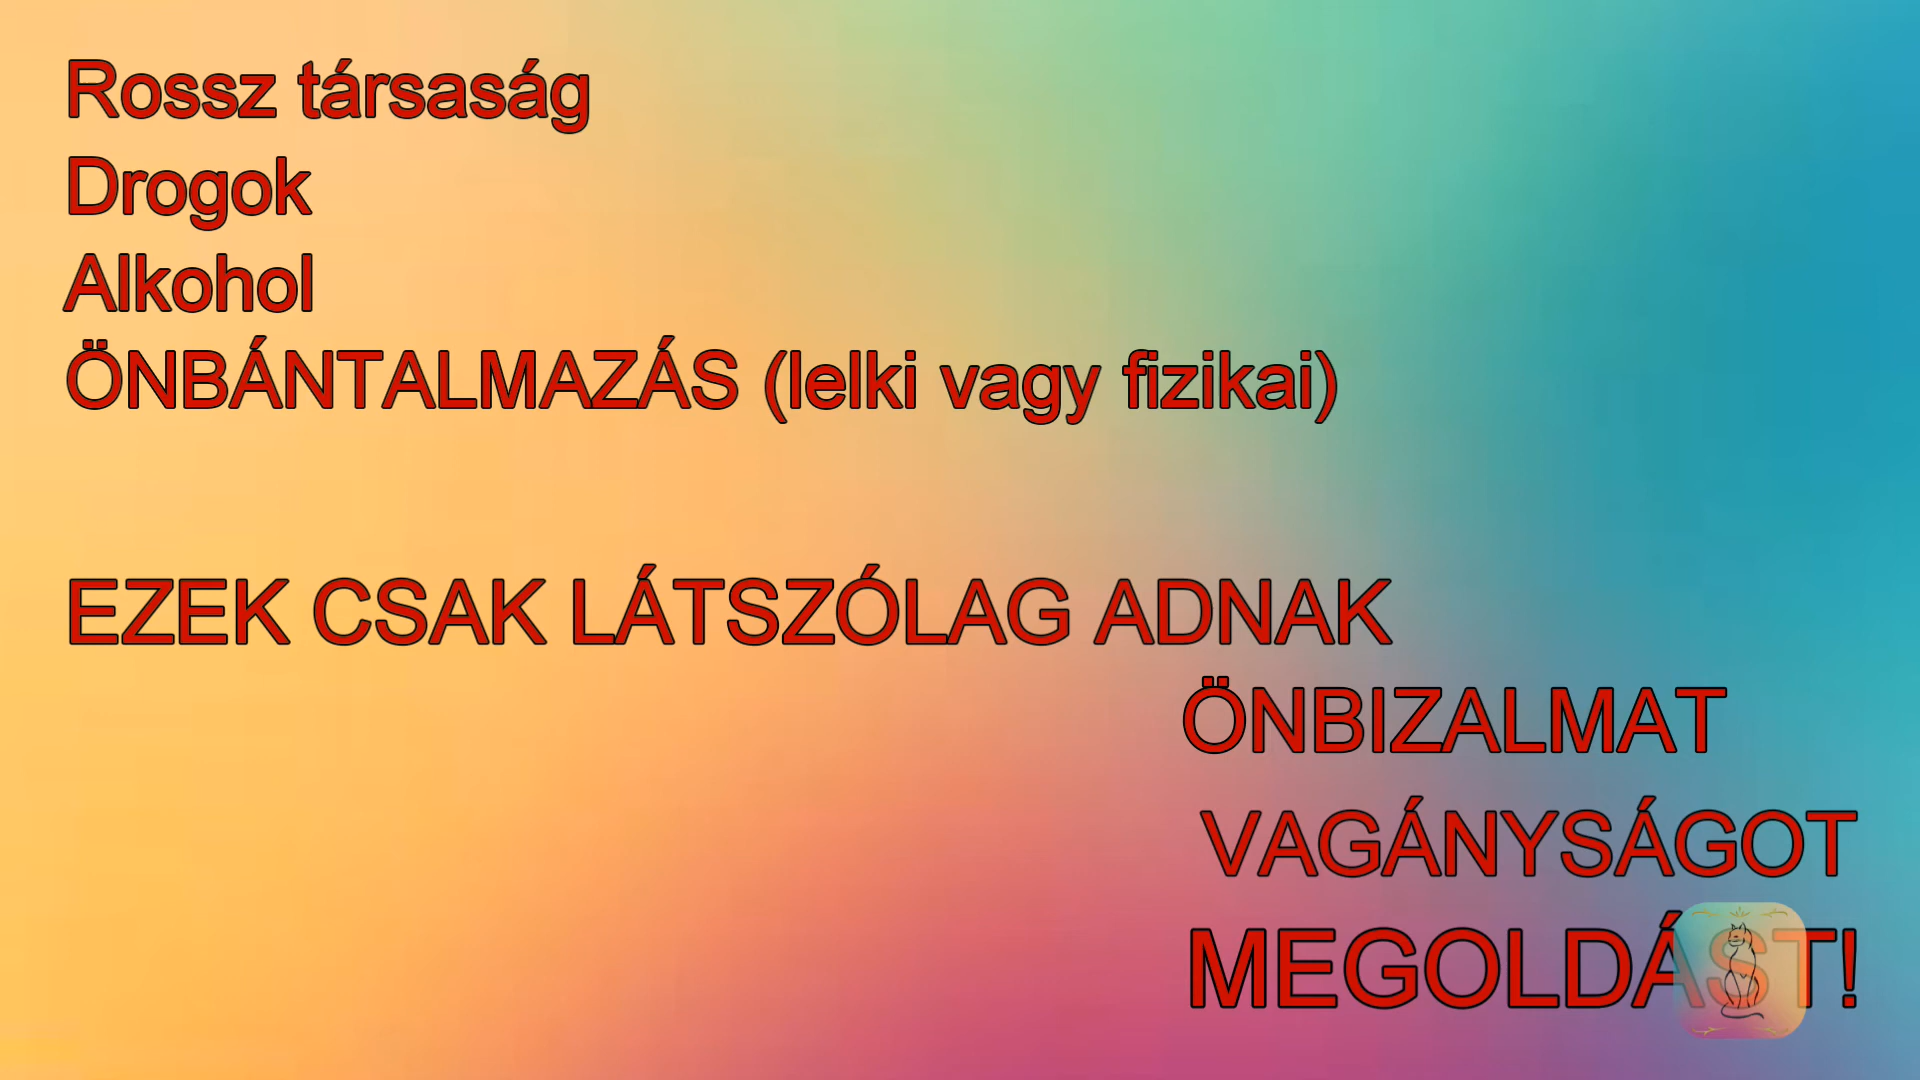 Rossz társaság
Drogok
Alkohol
ÖNBÁNTALMAZÁS (lelki vagy fizikai)
EZEK CSAK LÁTSZÓLAG ADNAK
ÖNBIZALMAT
VAGÁNYSÁGOT
MEGOLDÁST!